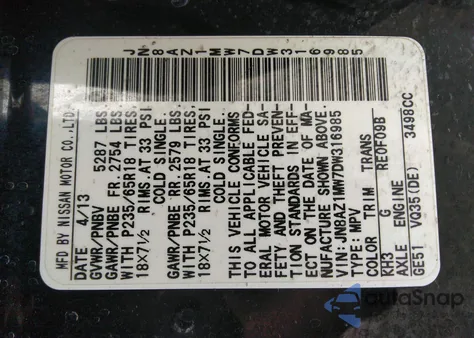 MFD BY NISSAN MOTOR CO.,LTD.
DATE 4/13
GVWR/PNBV 5287 LBS.
GAWR/PNBE FR. 2754 LBS.
WITH P235/65R18 TIRES
18X7½ RIMS AT 33 PSI
COLD SINGLE.
GAWR/PNBE RR. 2579 LBS.
WITH P235/65R18 TIRES
18X7½ RIMS AT 33 PSI
COLD SINGLE.
THIS VEHICLE CONFORMS
TO ALL APPLICABLE FED-
ERAL MOTOR VEHICLE SA-
FETY AND THEFT PREVEN-
TION STANDARDS IN EFF-
ECT ON THE DATE OF MA-
NUFACTURE SHOWN ABOVE.
VIN:JN8AZ1MW7DW316985
TYPE:MPV
COLOR TRIM TRANS
KH3 G RE0F09B
AXLE ENGINE
GE51 VQ35(DE) 3498CC
JN8AZ1MW7DW316985
AutoSnap